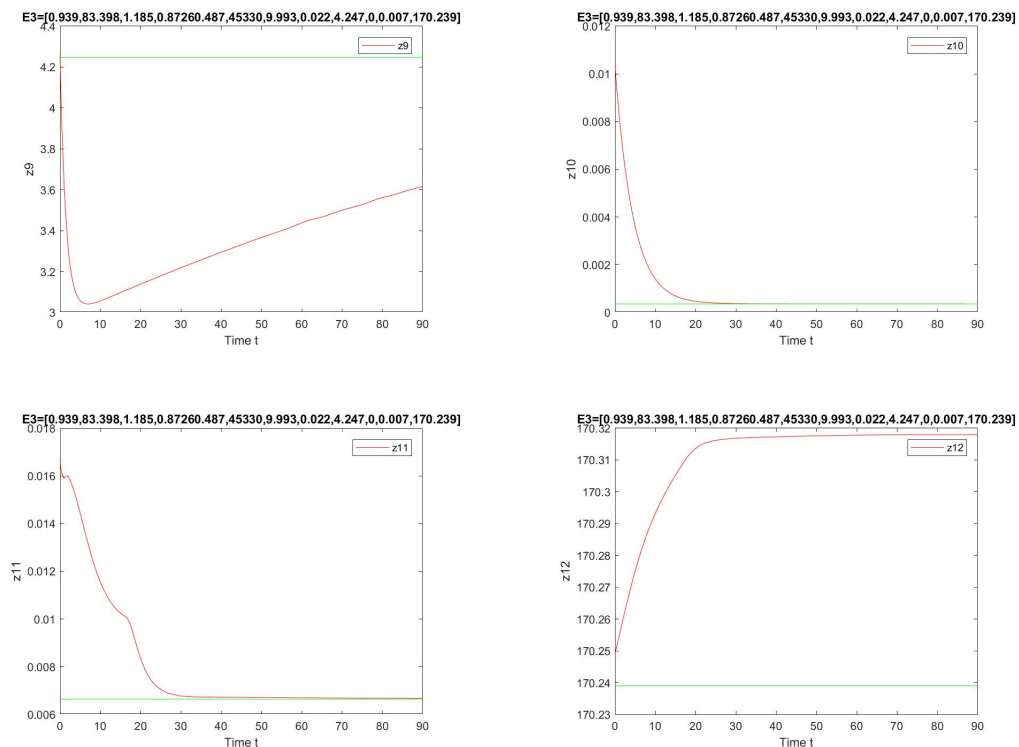 E3=[0.939,83.398,1.185,0.87260.487,45330,9.993,0.022,4.247,0,0.007,170.239]
4.4
4.2
4
3.8
3.6
3.4
3.2
3
z9
z9
0 10 20 30 40 50 60 70 80 90
Time t
E3=[0.939,83.398,1.185,0.87260.487,45330,9.993,0.022,4.247,0,0.007,170.239]
0.012
0.01
0.008
0.006
0.004
0.002
0
z10
z10
0 10 20 30 40 50 60 70 80 90
Time t
E3=[0.939,83.398,1.185,0.87260.487,45330,9.993,0.022,4.247,0,0.007,170.239]
0.018
0.016
0.014
0.012
0.01
0.008
0.006
z11
z11
0 10 20 30 40 50 60 70 80 90
Time t
E3=[0.939,83.398,1.185,0.87260.487,45330,9.993,0.022,4.247,0,0.007,170.239]
170.32
170.31
170.3
170.29
170.28
170.27
170.26
170.25
170.24
170.23
z12
z12
0 10 20 30 40 50 60 70 80 90
Time t